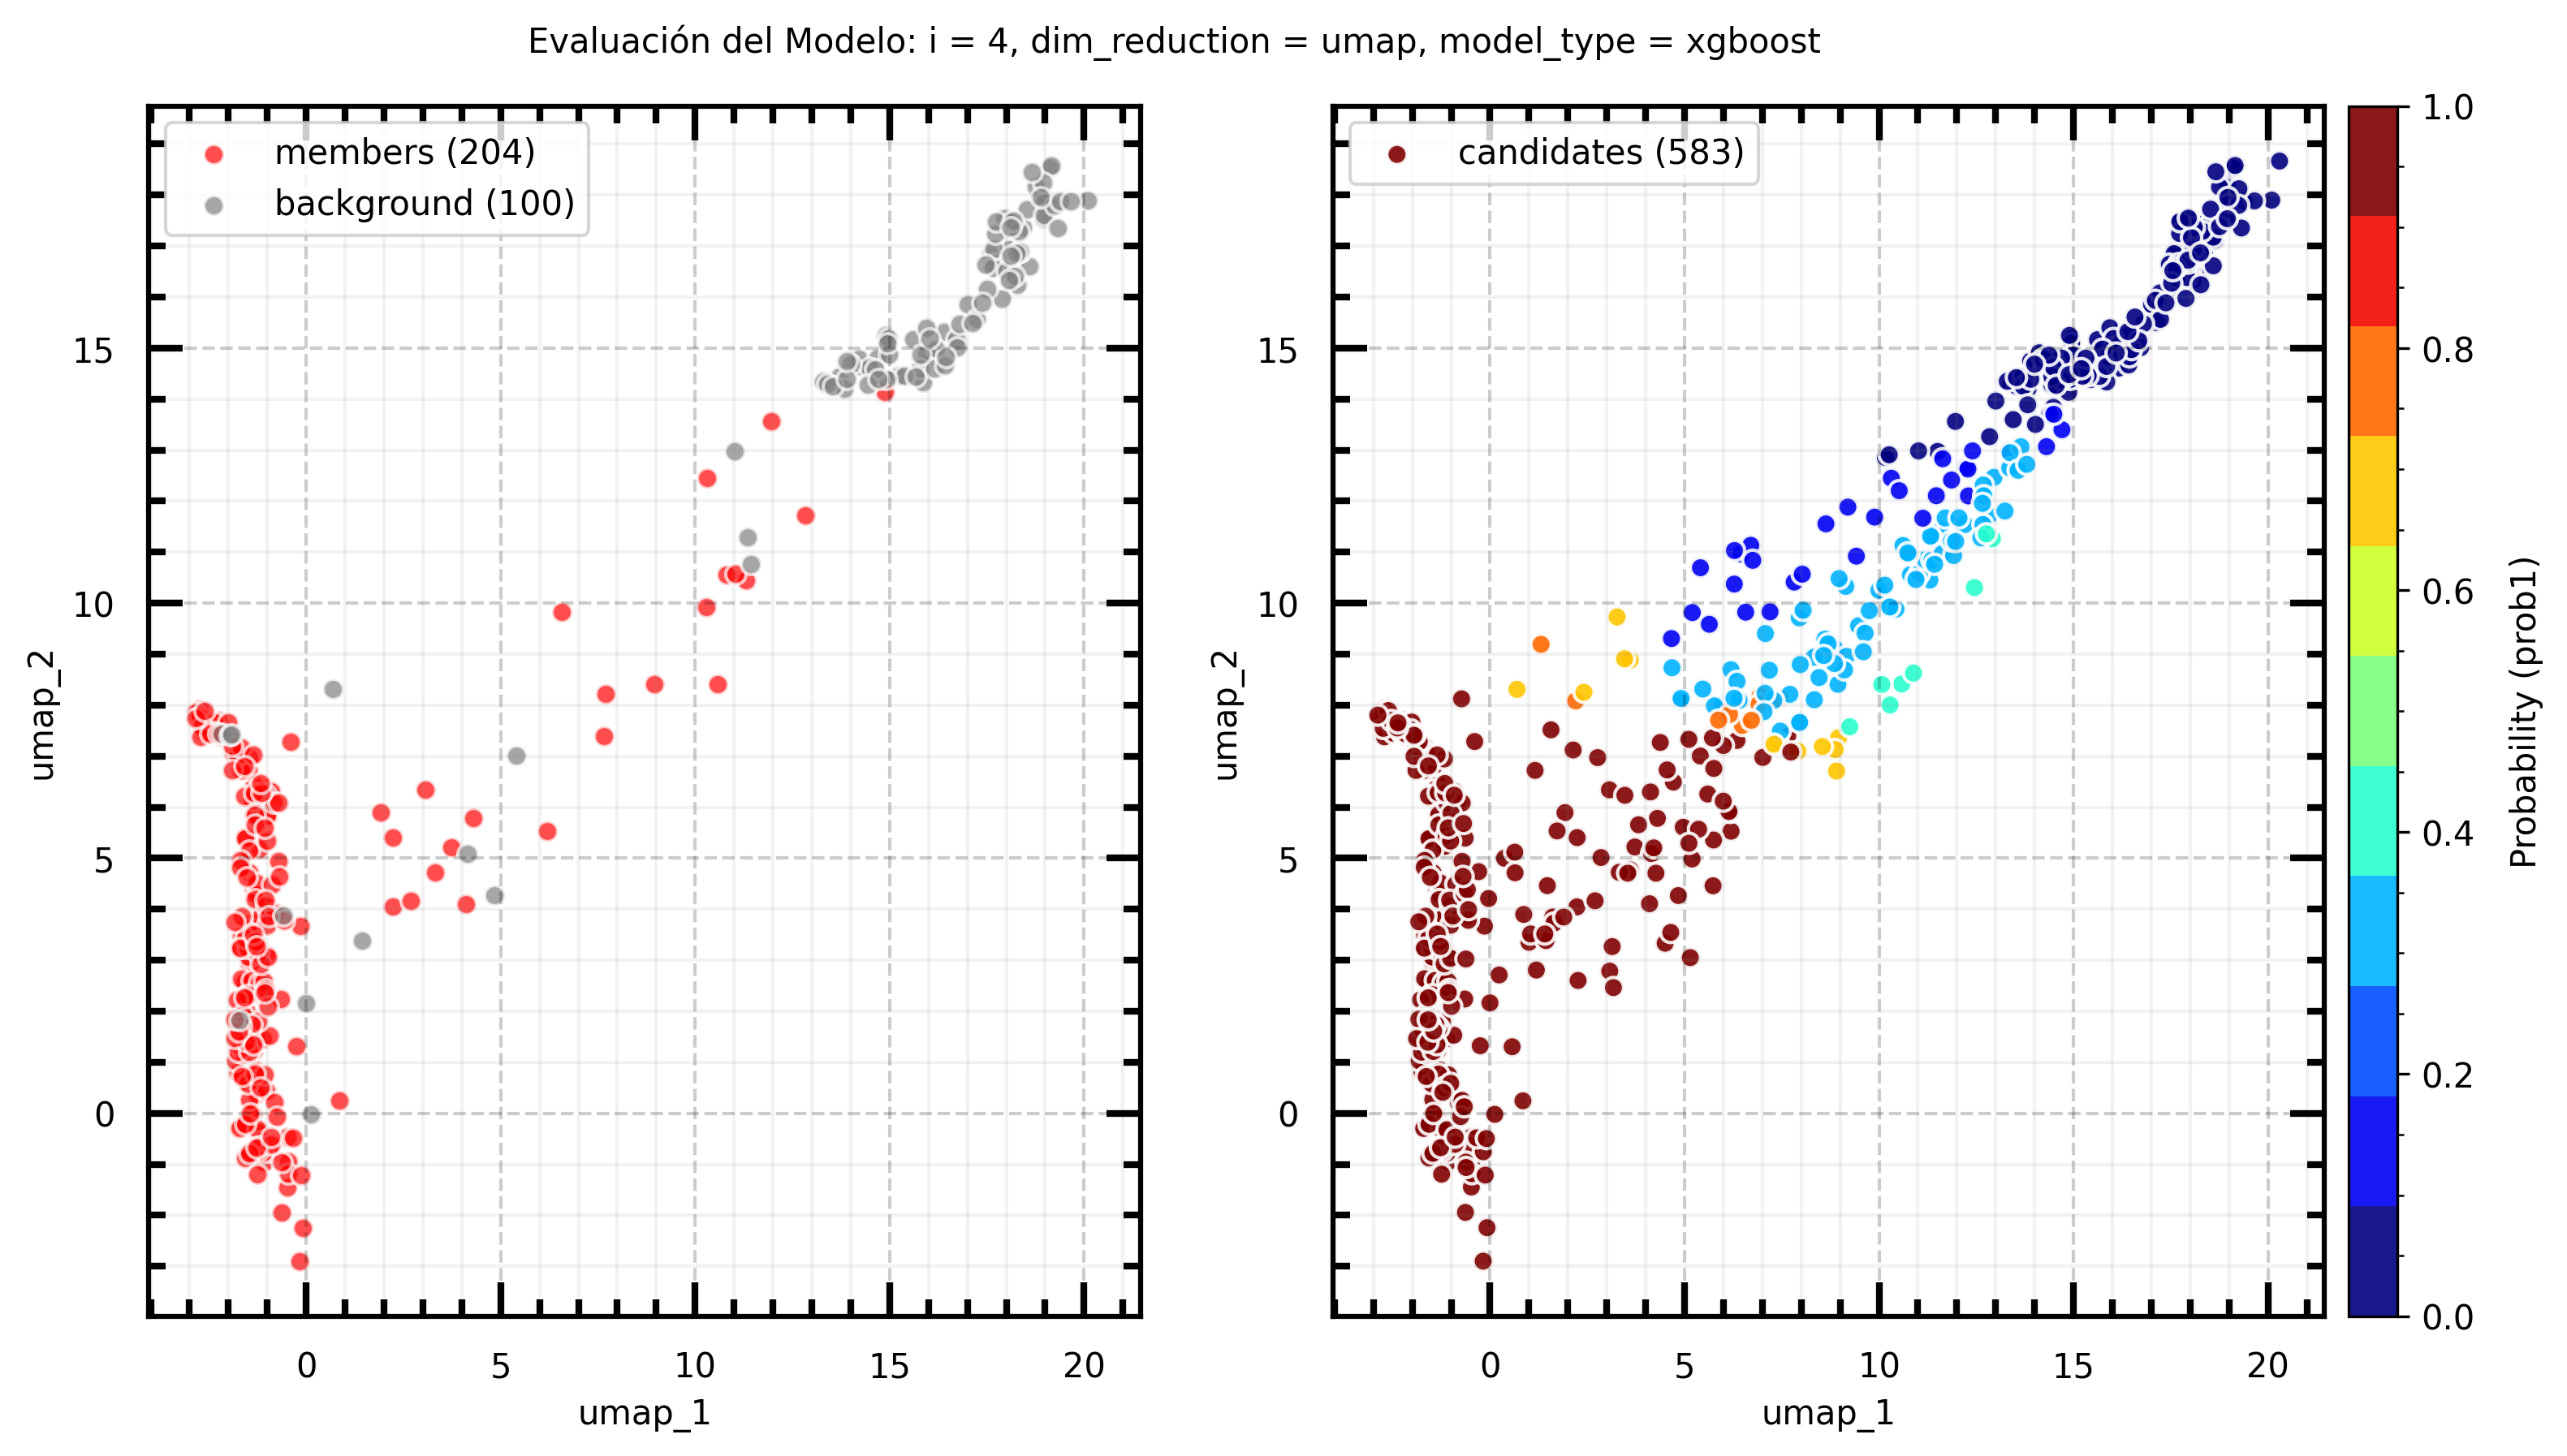 Evaluación del Modelo: i = 4, dim_reduction = umap, model_type = xgboost
members (204)
background (100)
15
10
5
0
umap_2
0 5 10 15 20
umap_1
candidates (583)
15
10
5
0
umap_2
0 5 10 15 20
umap_1
1.0
0.8
0.6
0.4
0.2
0.0
Probability (prob1)